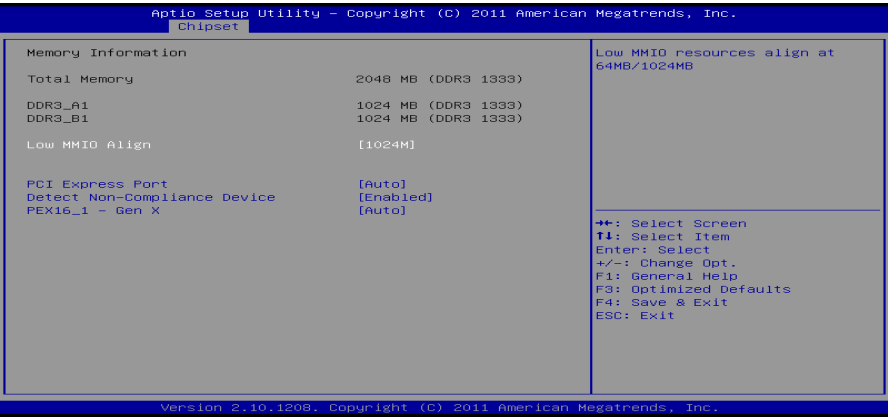 Aptio Setup Utility – Copyright (C) 2011 American Megatrends, Inc.
Chipset
Memory Information
Total Memory 2048 MB (DDR3 1333)
DDR3_A1 1024 MB (DDR3 1333)
DDR3_B1 1024 MB (DDR3 1333)
Low MMIO Align [1024M]
PCI Express Port [Auto]
Detect Non-Compliance Device [Enabled]
PEX16_1 – Gen X [Auto]
Low MMIO resources align at
64MB/1024MB
→←: Select Screen
↑↓: Select Item
Enter: Select
+/-: Change Opt.
F1: General Help
F3: Optimized Defaults
F4: Save & Exit
ESC: Exit
Version 2.10.1208. Copyright (C) 2011 American Megatrends, Inc.